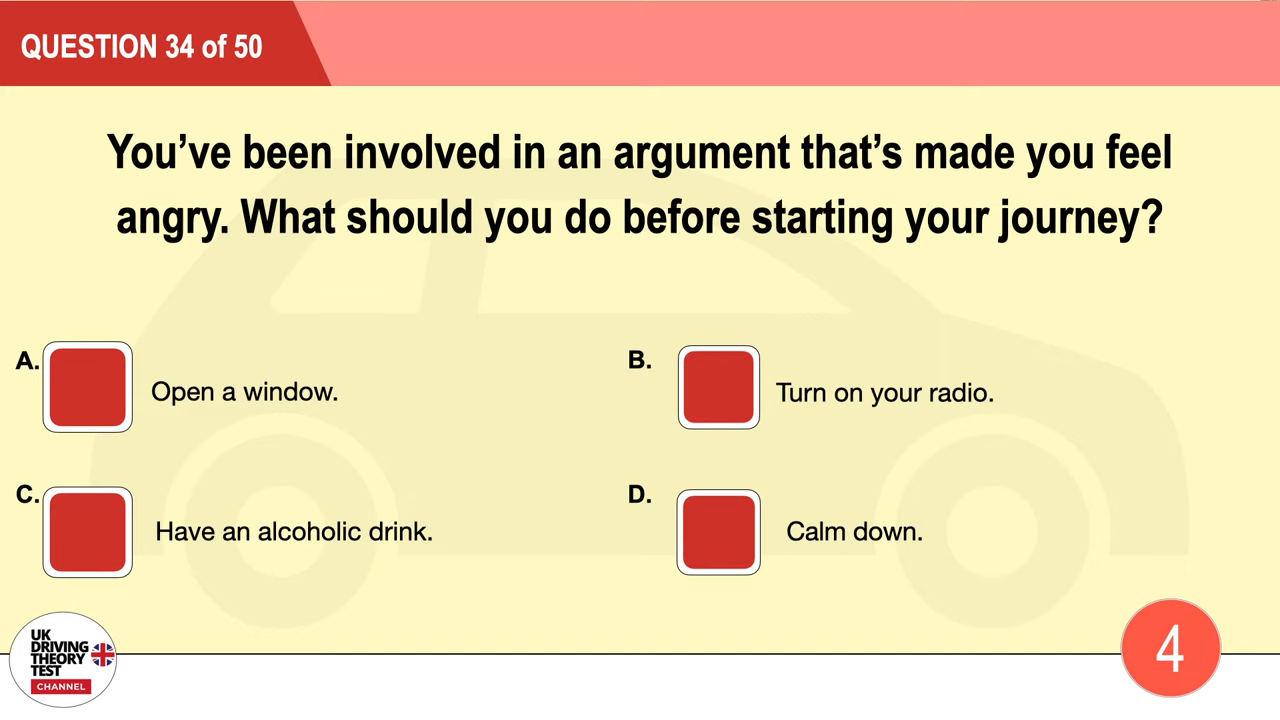 QUESTION 34 of 50
You’ve been involved in an argument that’s made you feel
angry. What should you do before starting your journey?
A.
Open a window.
B.
Turn on your radio.
C.
Have an alcoholic drink.
D.
Calm down.
UK
DRIVING
THEORY
TEST
CHANNEL
4